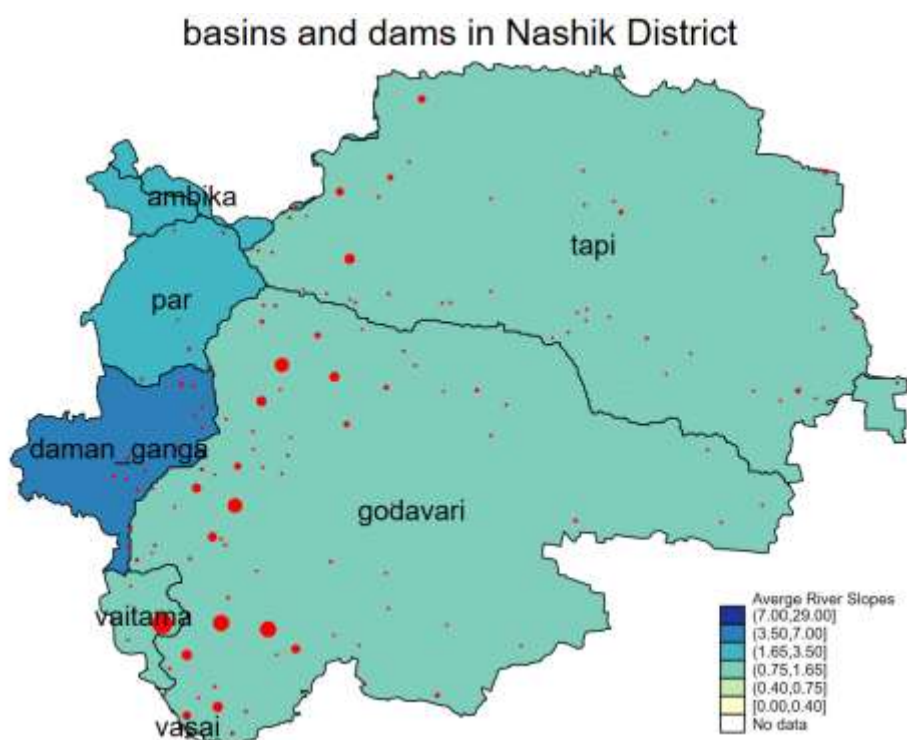 basins and dams in Nashik District
ambika
tapi
par
daman_ganga
godavari
vaitama
vasai
Averge River Slopes
(7.00,29.00]
(3.50,7.00]
(1.65,3.50]
(0.75,1.65]
(0.40,0.75]
[0.00,0.40]
No data